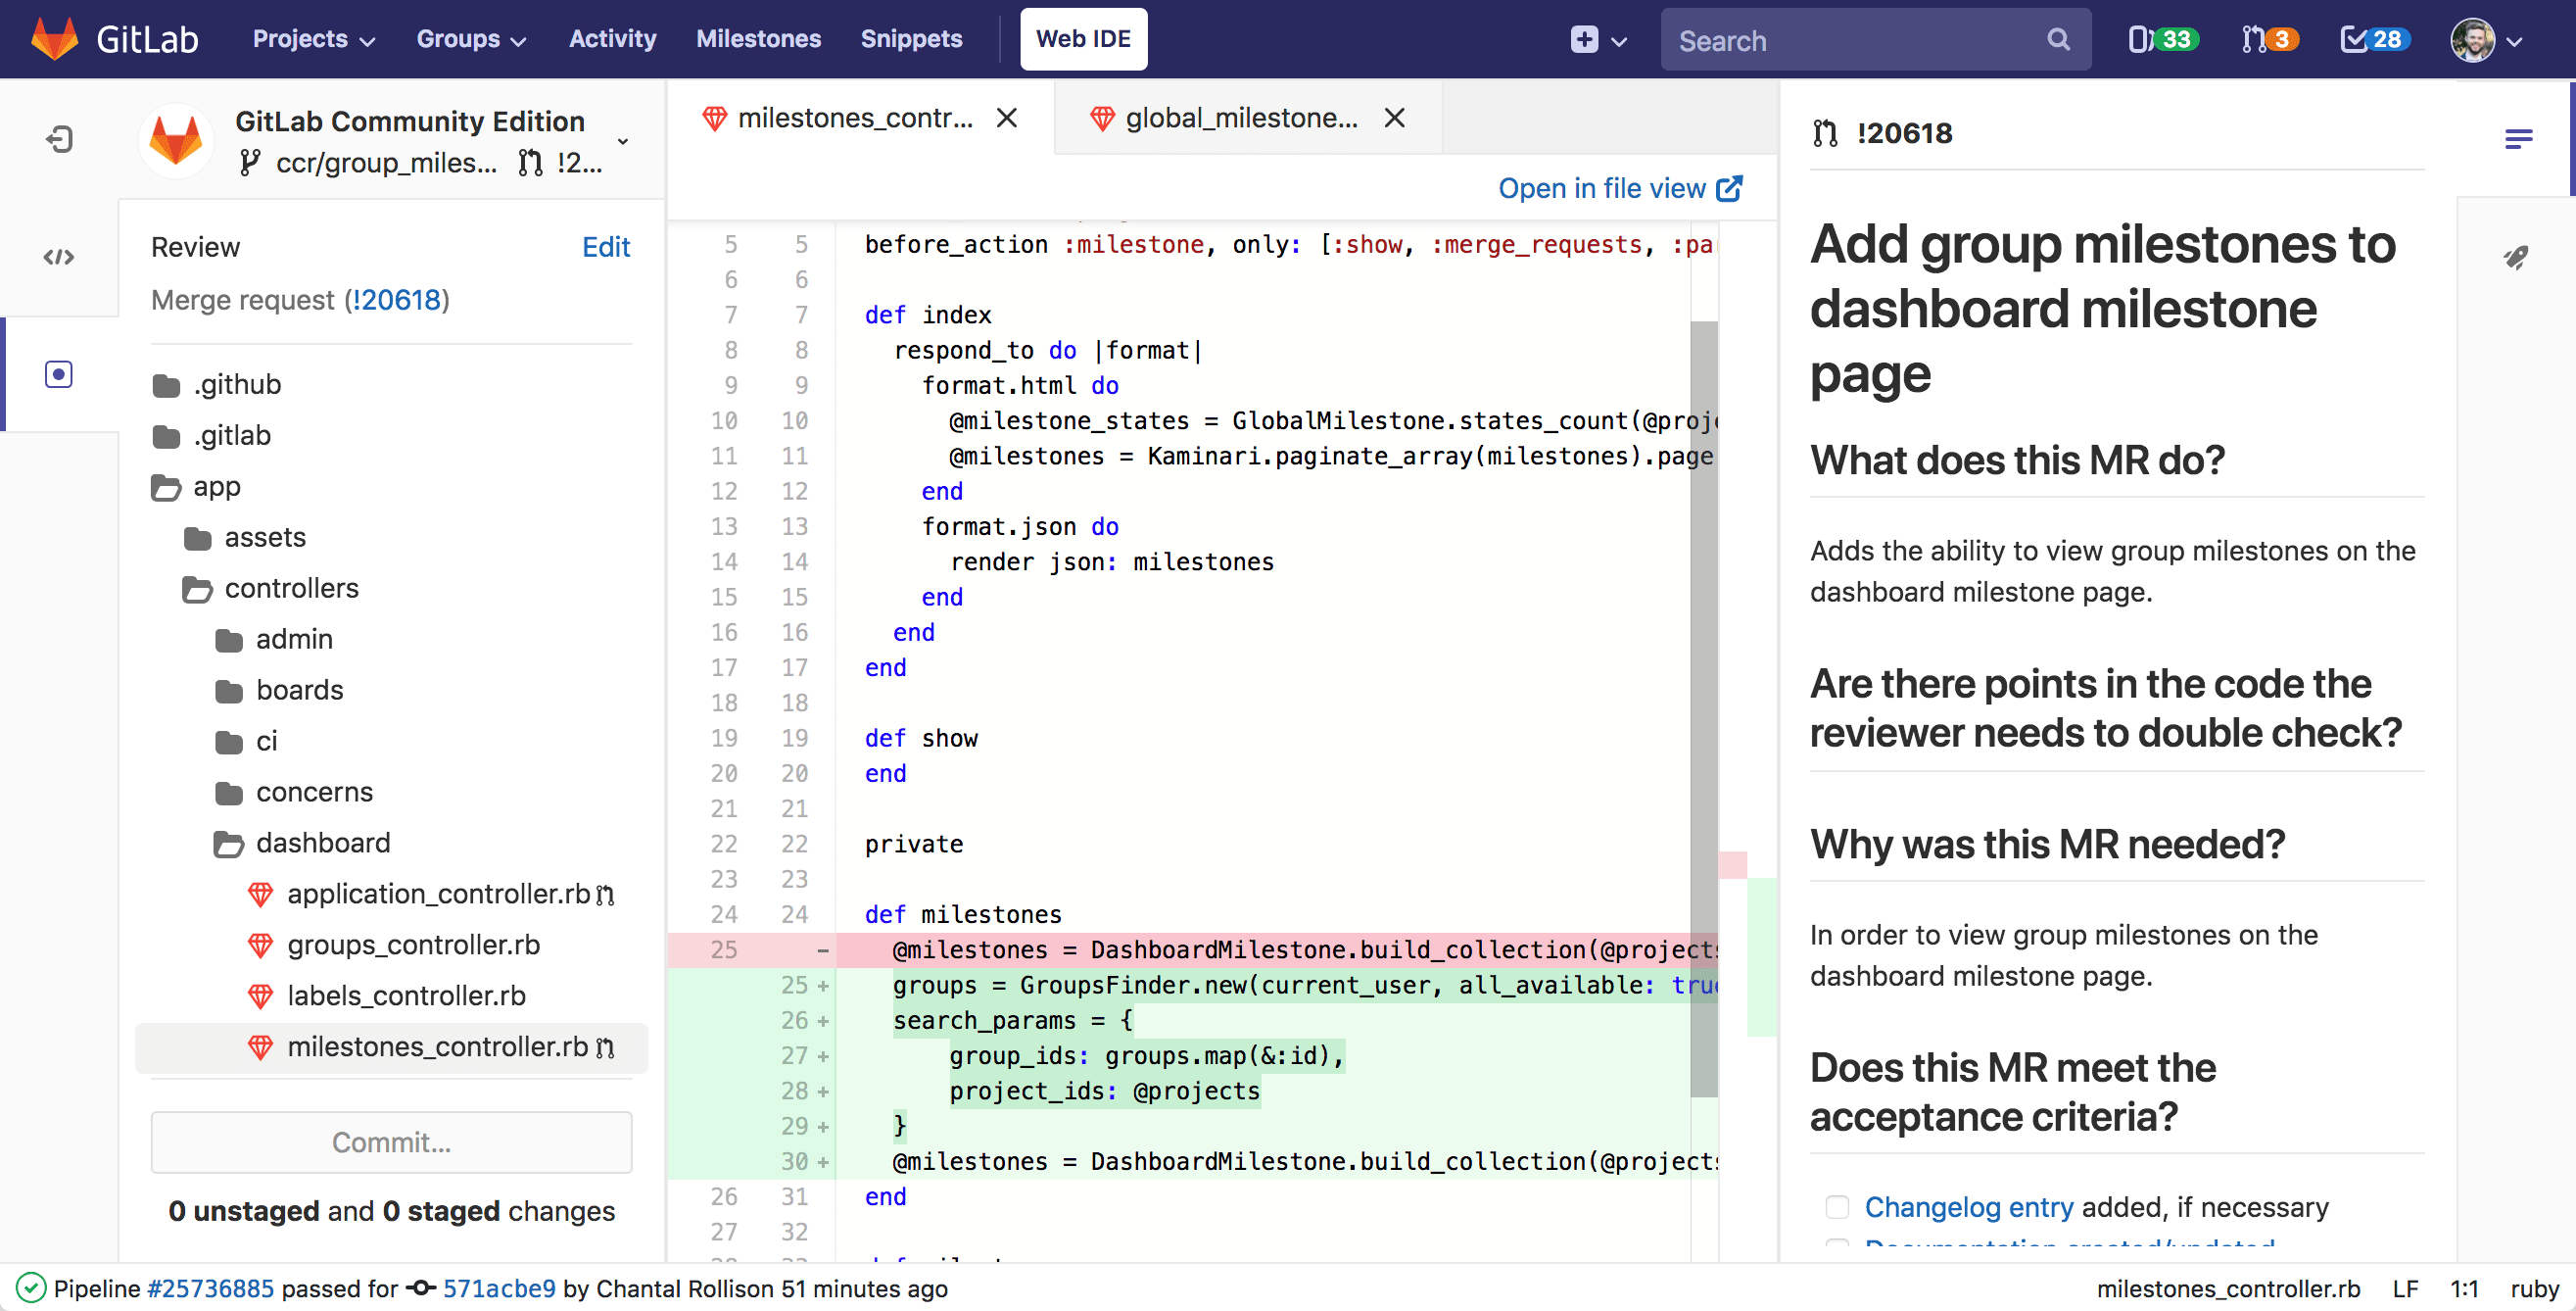 GitLab
Projects
Groups
Activity
Milestones
Snippets
Web IDE
Search
33
3
28
GitLab Community Edition
ccr/group_miles... !2...
Review
Edit
Merge request (!20618)
.github
.gitlab
app
assets
controllers
admin
boards
ci
concerns
dashboard
application_controller.rb
groups_controller.rb
labels_controller.rb
milestones_controller.rb
Commit...
0 unstaged and 0 staged changes
milestones_contr...
global_milestone...
Open in file view
5 5 before_action :milestone, only: [:show, :merge_requests, :pa
6 6
7 7 def index
8 8 respond_to do |format|
9 9 format.html do
10 10 @milestone_states = GlobalMilestone.states_count(@proj
11 11 @milestones = Kaminari.paginate_array(milestones).page
12 12 end
13 13 format.json do
14 14 render json: milestones
15 15 end
16 16 end
17 17 end
18 18
19 19 def show
20 20 end
21 21
22 22 private
23 23
24 24 def milestones
25 - @milestones = DashboardMilestone.build_collection(@projects
25 + groups = GroupsFinder.new(current_user, all_available: true
26 + search_params = {
27 + group_ids: groups.map(&:id),
28 + project_ids: @projects
29 + }
30 + @milestones = DashboardMilestone.build_collection(@projects
26 31 end
27 32
!20618
Add group milestones to
dashboard milestone
page
What does this MR do?
Adds the ability to view group milestones on the
dashboard milestone page.
Are there points in the code the
reviewer needs to double check?
Why was this MR needed?
In order to view group milestones on the
dashboard milestone page.
Does this MR meet the
acceptance criteria?
Changelog entry added, if necessary
Documentation created/updated
Pipeline #25736885 passed for 571acbe9 by Chantal Rollison 51 minutes ago
milestones_controller.rb LF 1:1 ruby